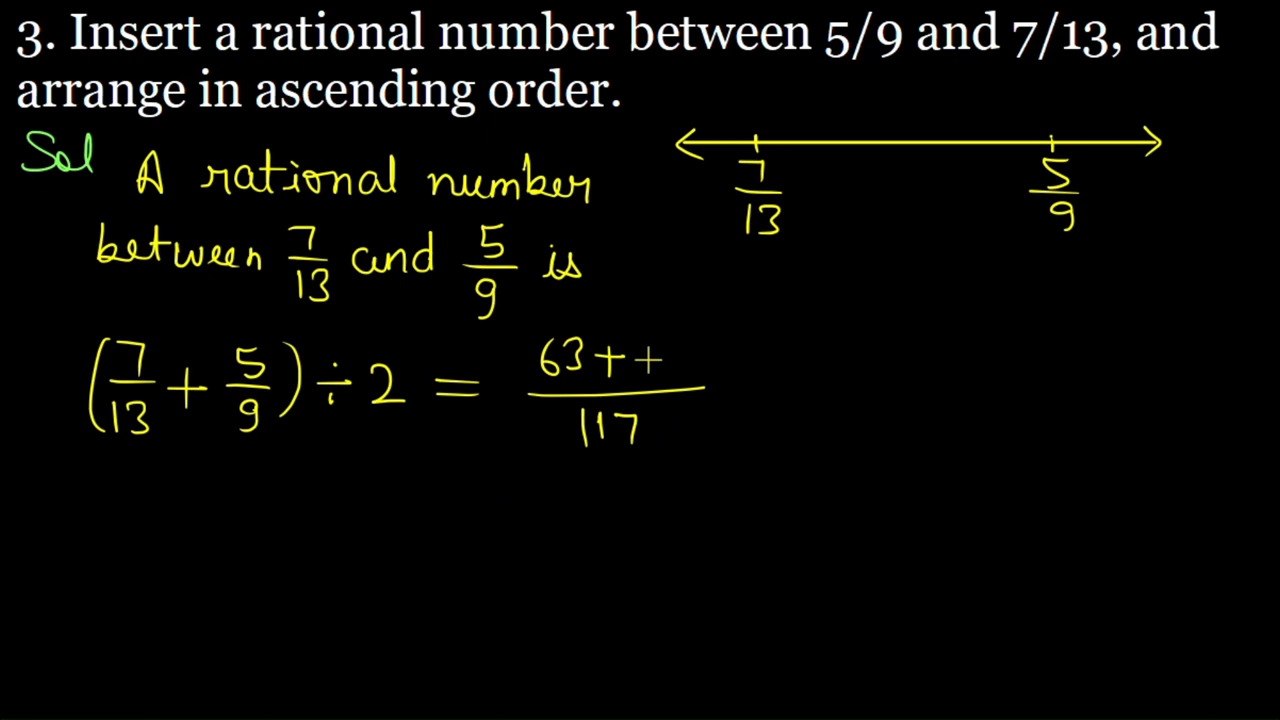 3. Insert a rational number between 5/9 and 7/13, and
arrange in ascending order.
Sol
A rational number
between 7/13 and 5/9 is
(7/13 + 5/9) ÷ 2 = 63++/117
7/13 5/9